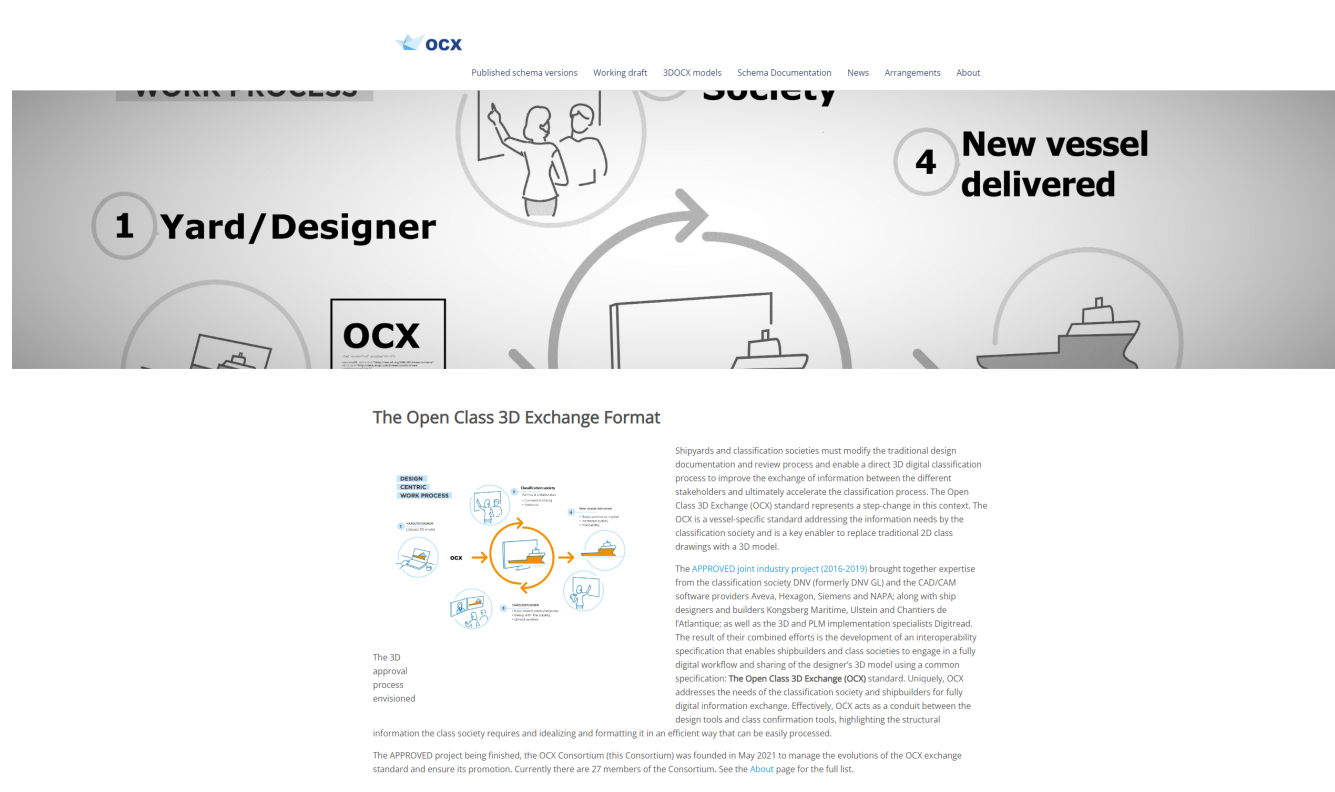 OCX
Published schema versions Working draft 3DOCX models Schema Documentation News Arrangements About
WORK PROCESS
Society
4 New vessel
delivered
1 Yard/Designer
OCX
The Open Class 3D Exchange Format
DESIGN
CENTRIC
WORK PROCESS
Classification society
New vessel delivered
1 YARD/DESIGNER
OCX
YARD/DESIGNER
The 3D
approval
process
envisioned
Shipyards and classification societies must modify the traditional design
documentation and review process and enable a direct 3D digital classification
process to improve the exchange of information between the different
stakeholders and ultimately accelerate the classification process. The Open
Class 3D Exchange (OCX) standard represents a step-change in this context. The
OCX is a vessel-specific standard addressing the information needs by the
classification society and is a key enabler to replace traditional 2D class
drawings with a 3D model.
The APPROVED joint industry project (2016-2019) brought together expertise
from the classification society DNV (formerly DNV GL) and the CAD/CAM
software providers Aveva, Hexagon, Siemens and NAPA; along with ship
designers and builders Kongsberg Maritime, Ulstein and Chantiers de
l'Atlantique; as well as the 3D and PLM implementation specialists Digitread.
The result of their combined efforts is the development of an interoperability
specification that enables shipbuilders and class societies to engage in a fully
digital workflow and sharing of the designer's 3D model using a common
specification: The Open Class 3D Exchange (OCX) standard. Uniquely, OCX
addresses the needs of the classification society and shipbuilders for fully
digital information exchange. Effectively, OCX acts as a conduit between the
design tools and class confirmation tools, highlighting the structural
information the class society requires and idealizing and formatting it in an efficient way that can be easily processed.
The APPROVED project being finished, the OCX Consortium (this Consortium) was founded in May 2021 to manage the evolutions of the OCX exchange
standard and ensure its promotion. Currently there are 27 members of the Consortium. See the About page for the full list.